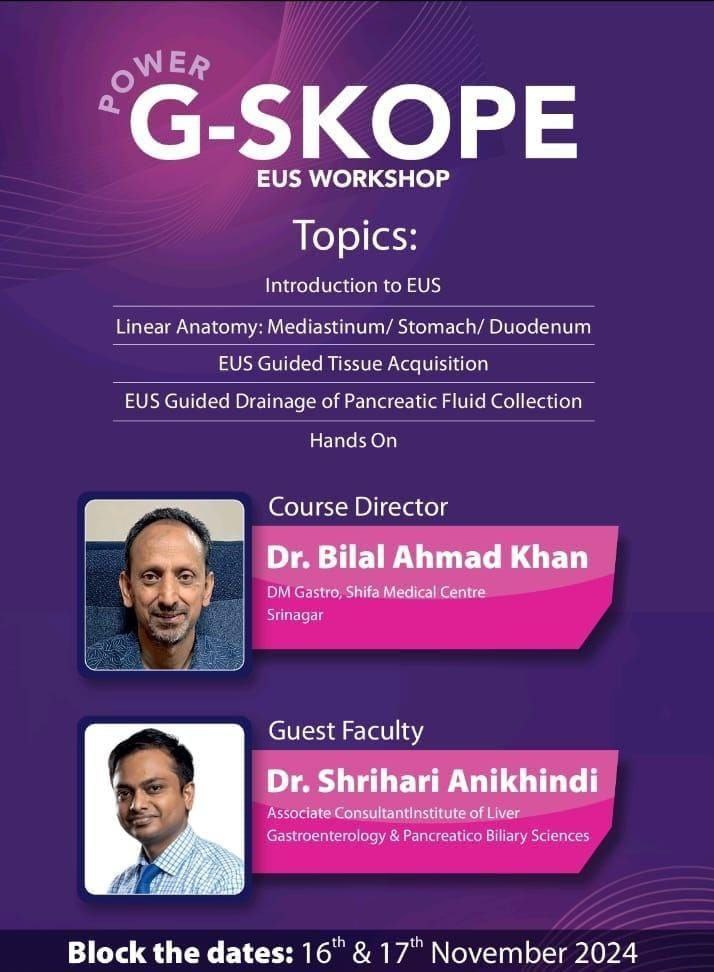 POWER
G-SKOPE
EUS WORKSHOP
Topics:
Introduction to EUS
Linear Anatomy: Mediastinum/ Stomach/ Duodenum
EUS Guided Tissue Acquisition
EUS Guided Drainage of Pancreatic Fluid Collection
Hands On
Course Director
Dr. Bilal Ahmad Khan
DM Gastro, Shifa Medical Centre
Srinagar
Guest Faculty
Dr. Shrihari Anikhindi
Associate ConsultantInstitute of Liver
Gastroenterology & Pancreatico Biliary Sciences
Block the dates: 16th & 17th November 2024